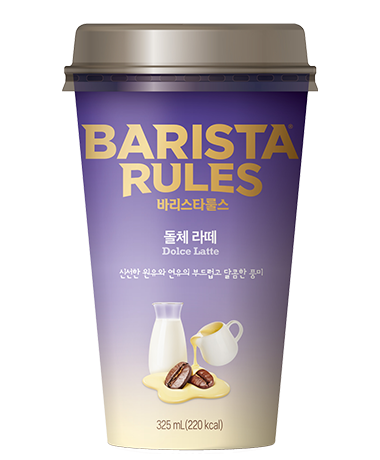 BARISTA®
RULES
바리스타룰스
돌체 라떼
Dolce Latte
신선한 원유와 연유의 부드럽고 달콤한 풍미
325 mL(220 kcal)